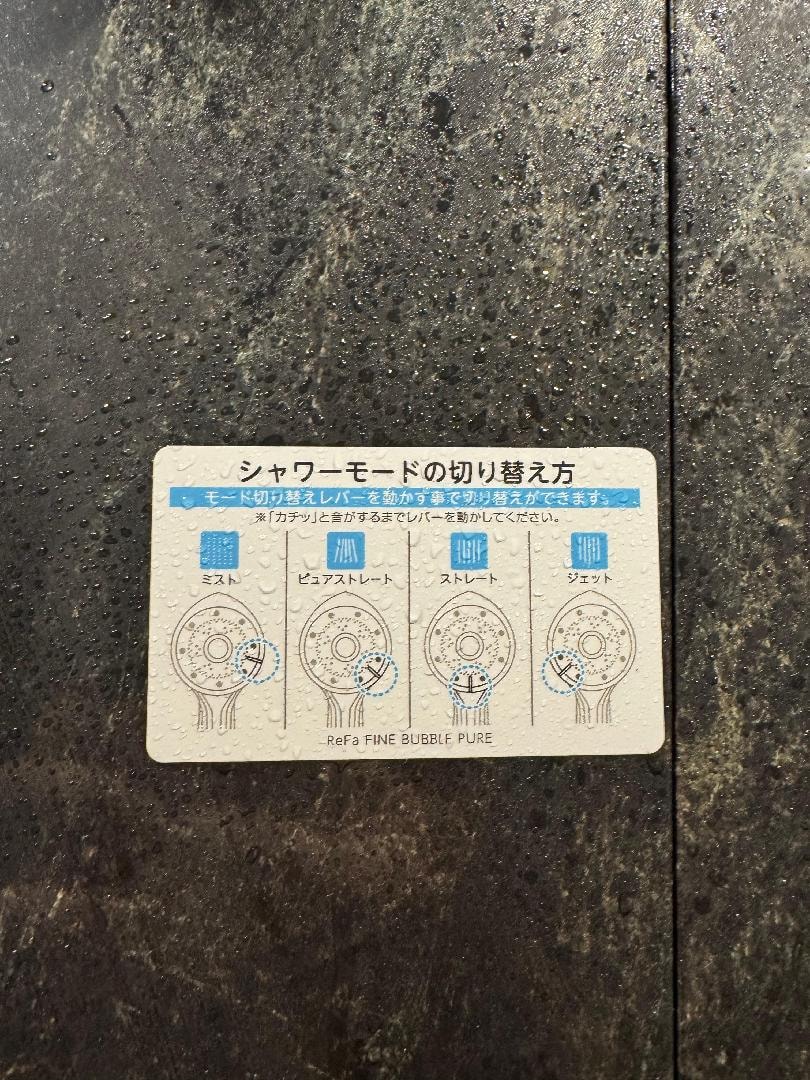 シャワーモードの切り替え方
モード切り替えレバーを動かす事で切り替えができます。
※「カチッ」と音がするまでレバーを動かしてください。
ミスト ピュアストレート ストレート ジェット
ReFa FINE BUBBLE PURE